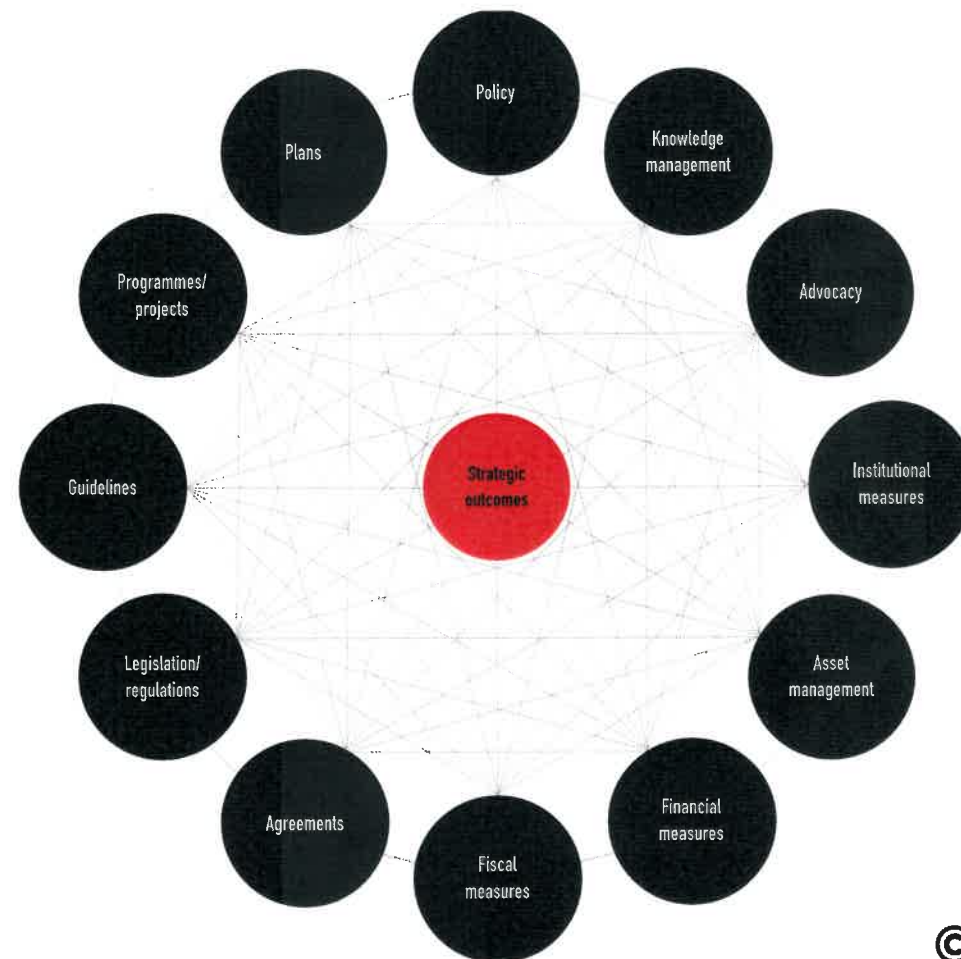 Policy
Plans
Knowledge
management
Programmes/
projects
Advocacy
Strategic
outcomes
Guidelines
Institutional
measures
Legislation/
regulations
Asset
management
Agreements
Financial
measures
Fiscal
measures
©